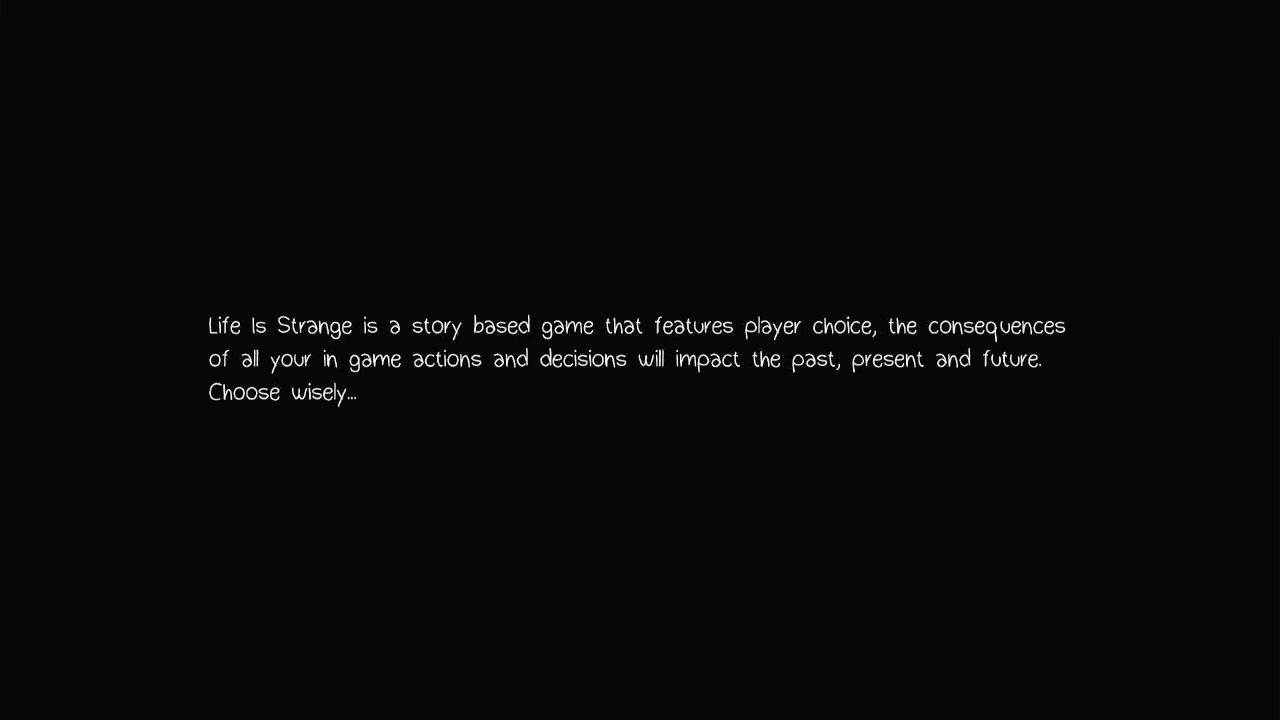 Life Is Strange is a story based game that features player choice, the consequences
of all your in game actions and decisions will impact the past, present and future.
Choose wisely...